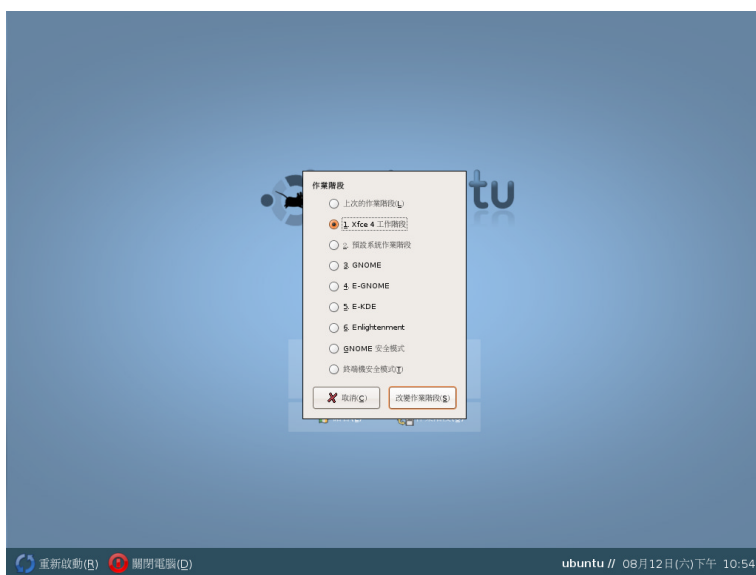 tu
作業階段
上次的作業階段(L)
1. Xfce 4 工作階段
2. 預設系統作業階段
3. GNOME
4. E-GNOME
5. E-KDE
6. Enlightenment
GNOME 安全模式
終端機安全模式(T)
取消(C)
改變作業階段(S)
重新啟動(R)
關閉電腦(D)
ubuntu // 08月12日(六)下午 10:54